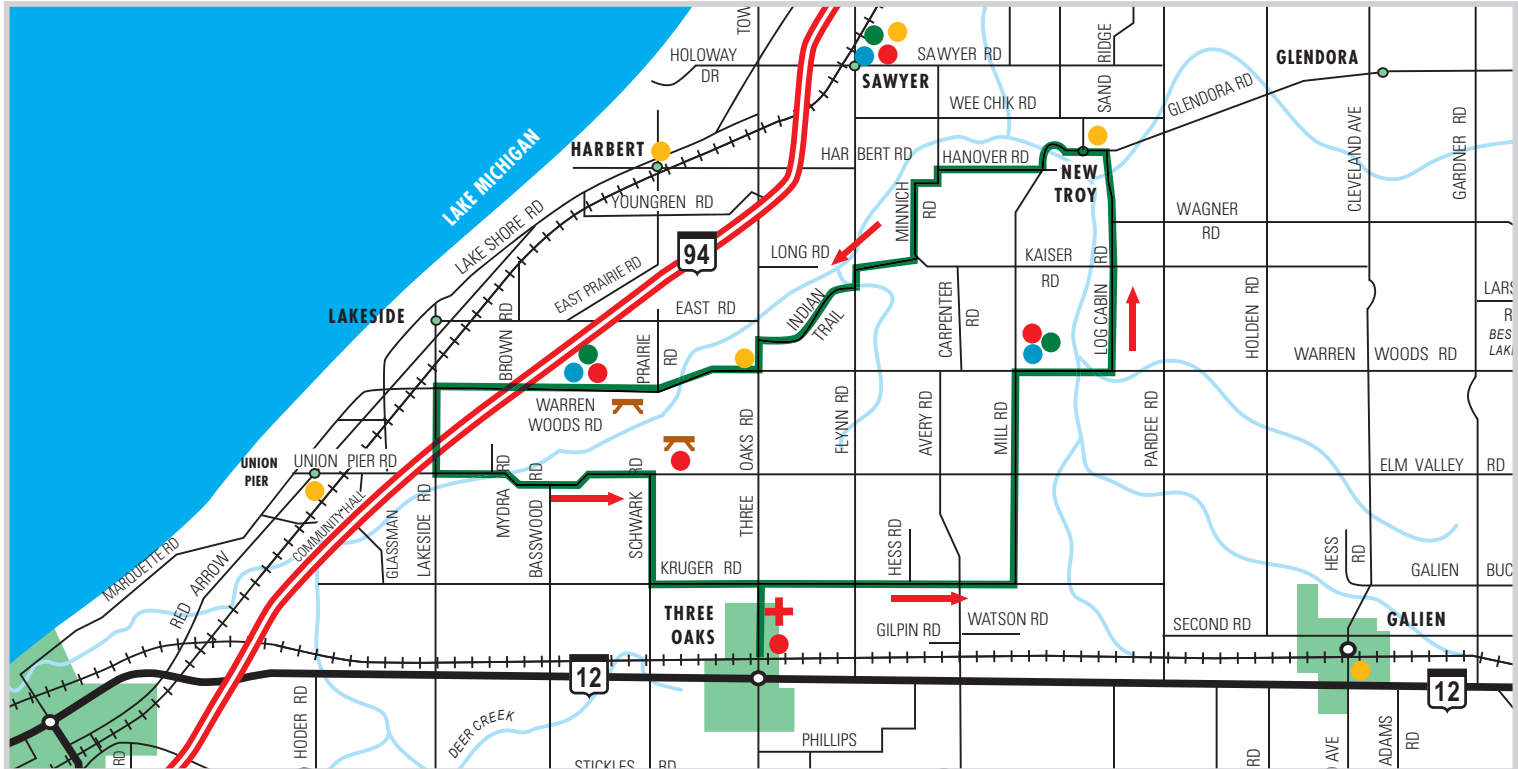 TOW
HOLOWAY
DR
SAWYER RD
SAWYER
SAND RIDGE
GLENDORA
GLENDORA RD
WEE CHIK RD
CLEVELAND AVE
GARDNER RD
LAKE MICHIGAN
HARBERT
HAR BERT RD
HANOVER RD
NEW
TROY
YOUNGREN RD
MINNICH
RD
WAGNER
RD
LAKE SHORE RD
94
LONG RD
KAISER
RD
EAST PRAIRIE RD
LOG CABIN RD
HOLDEN RD
LARS
R
BES
LAK
LAKESIDE
EAST RD
INDIAN
TRAIL
CARPENTER
RD
BROWN RD
PRAIRIE
RD
WARREN WOODS RD
WARREN
WOODS RD
OAKS RD
FLYNN RD
AVERY RD
MILL RD
PARDEE RD
UNION
PIER
UNION PIER RD
ELM VALLEY RD
COMMUNITY HALL
GLASSMAN
LAKESIDE RD
MYDRA
RD
BASSWOOD
RD
SCHWARK
RD
THREE
HESS RD
HESS
RD
MARQUETTE RD
RED ARROW
KRUGER RD
GALIEN BUC
THREE
OAKS
GILPIN RD
WATSON RD
SECOND RD
GALIEN
12
12
HODER RD
DEER CREEK
PHILLIPS
RD
RD
AVE
ADAMS
RD
STICKLES RD